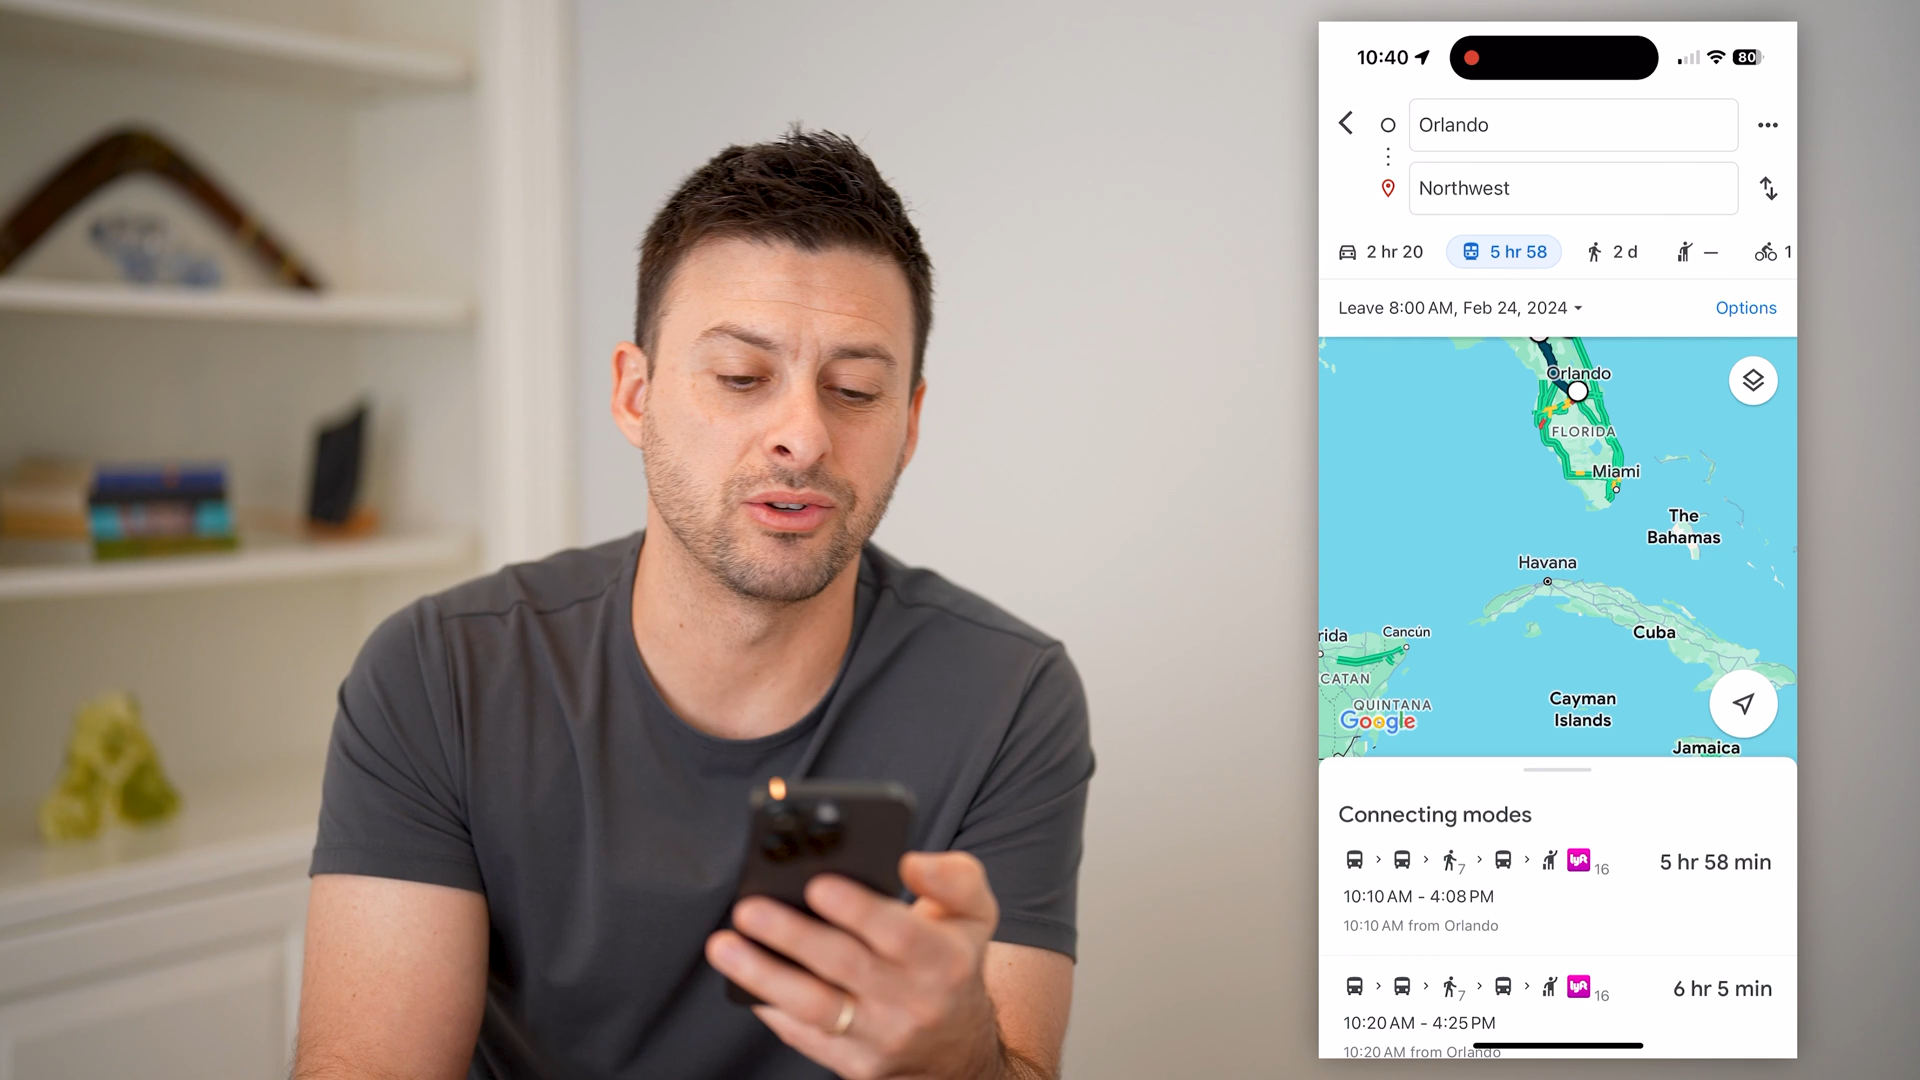 10:40
80
Orlando
Northwest
2 hr 20
5 hr 58
2 d
—
1
Leave 8:00 AM, Feb 24, 2024
Options
Orlando
FLORIDA
Miami
The
Bahamas
Havana
Cuba
rida
Cancún
CATAN
QUINTANA
Google
Cayman
Islands
Jamaica
Connecting modes
7
lyft
16
5 hr 58 min
10:10 AM - 4:08 PM
10:10 AM from Orlando
7
lyft
16
6 hr 5 min
10:20 AM - 4:25 PM
10:20 AM from Orlando